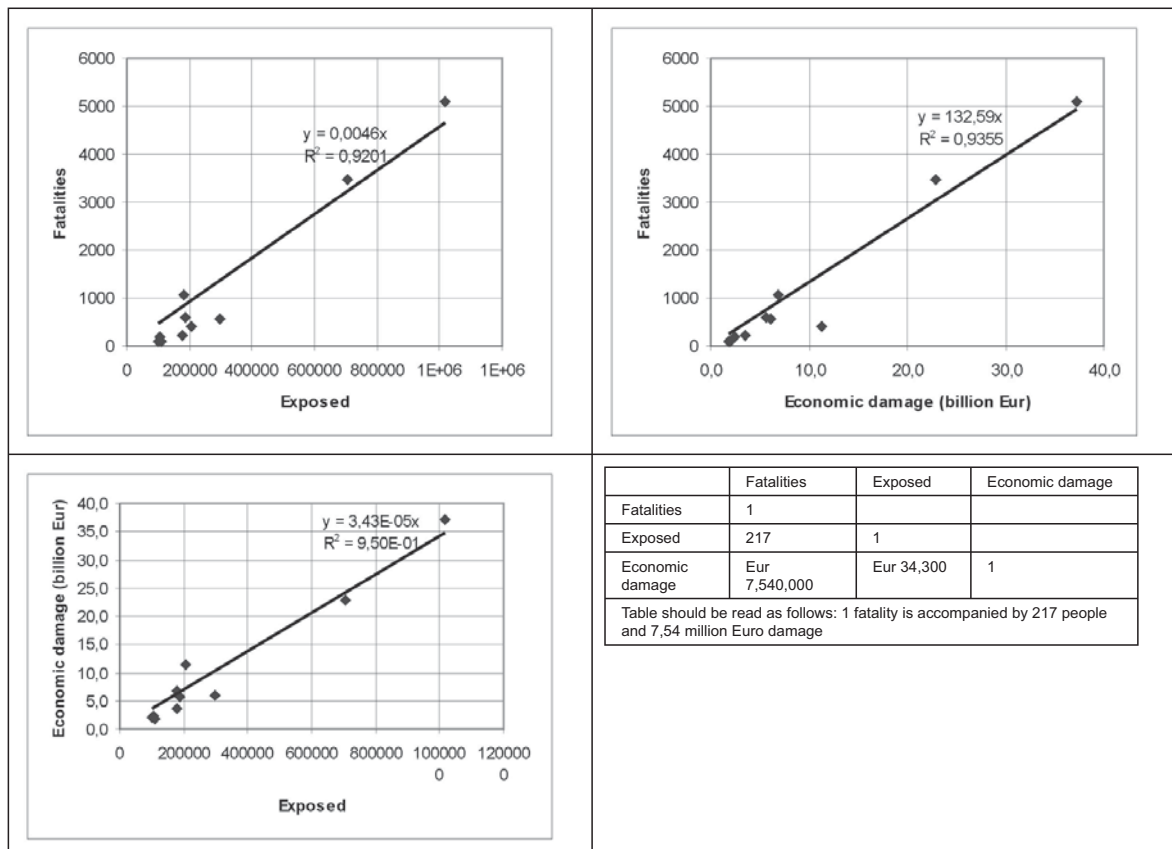 6000
5000
4000
3000
2000
1000
0
Fatalities
y = 0,0046x
R² = 0,9201
0 200000 400000 600000 800000 1E+06 1E+06
Exposed
6000
5000
4000
3000
2000
1000
0
Fatalities
y = 132,59x
R² = 0,9355
0,0 10,0 20,0 30,0 40,0
Economic damage (billion Eur)
40,0
35,0
30,0
25,0
20,0
15,0
10,0
5,0
0,0
Economic damage (billion Eur)
y = 3,43E-05x
R² = 9,50E-01
0 200000 400000 600000 800000 100000 120000
0 0
Exposed
Fatalities Exposed Economic damage
Fatalities 1
Exposed 217 1
Economic Eur Eur 34,300 1
damage 7,540,000
Table should be read as follows: 1 fatality is accompanied by 217 people
and 7,54 million Euro damage